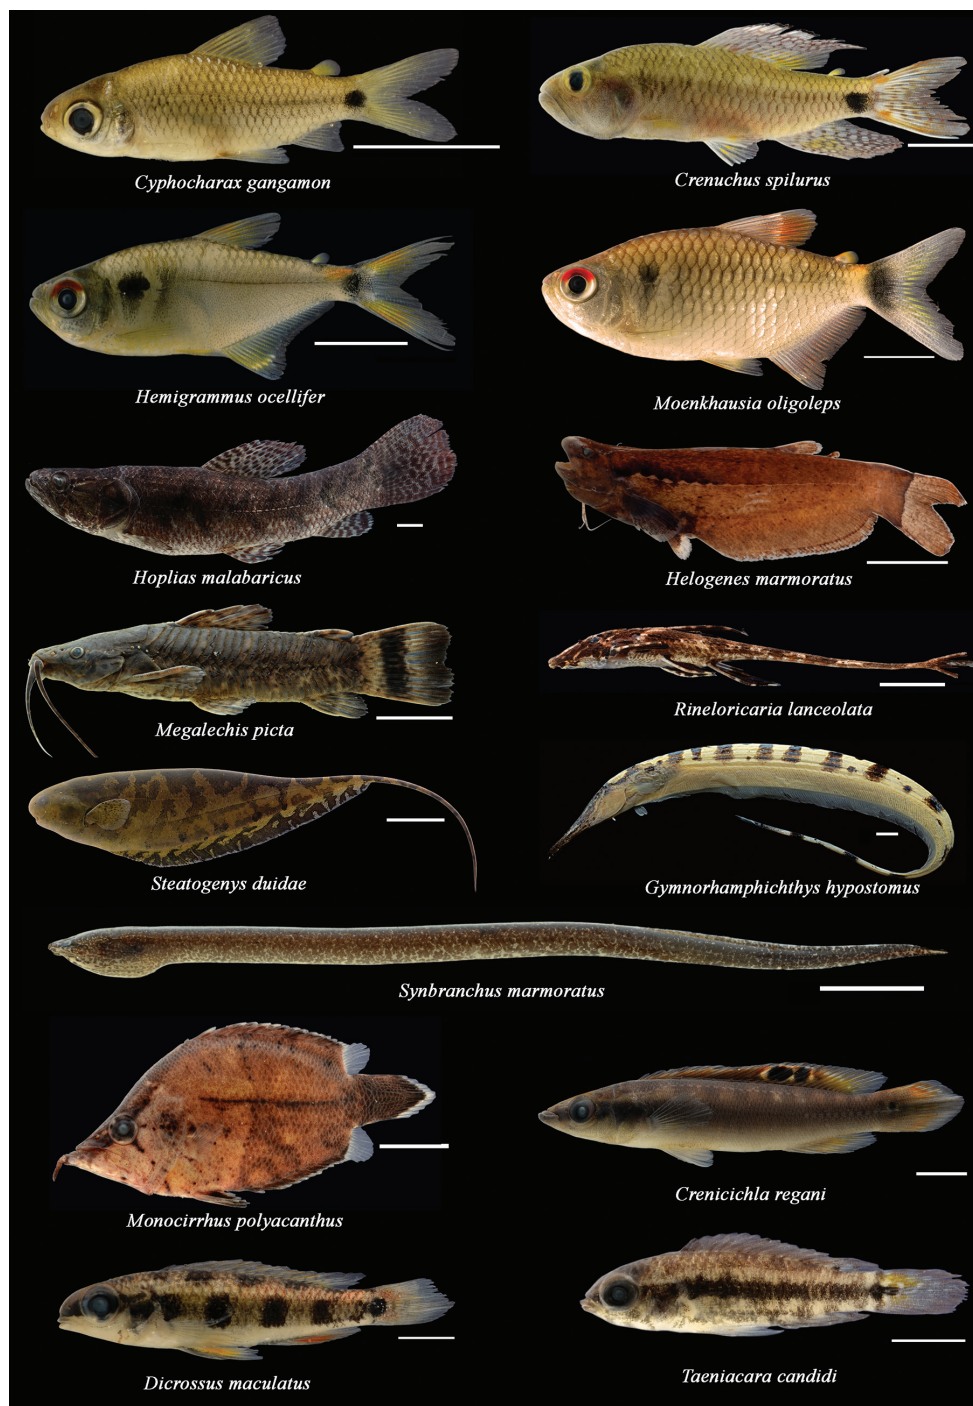 Cyphocharax gangamon
Crenuchus spilurus
Hemigrammus ocellifer
Moenkhausia oligoleps
Hoplias malabaricus
Helogenes marmoratus
Megalechis picta
Rineloricaria lanceolata
Steatogenys duidae
Gymnorhamphichthys hypostomus
Synbranchus marmoratus
Monocirrhus polyacanthus
Crenicichla regani
Dicrossus maculatus
Taeniacara candidi